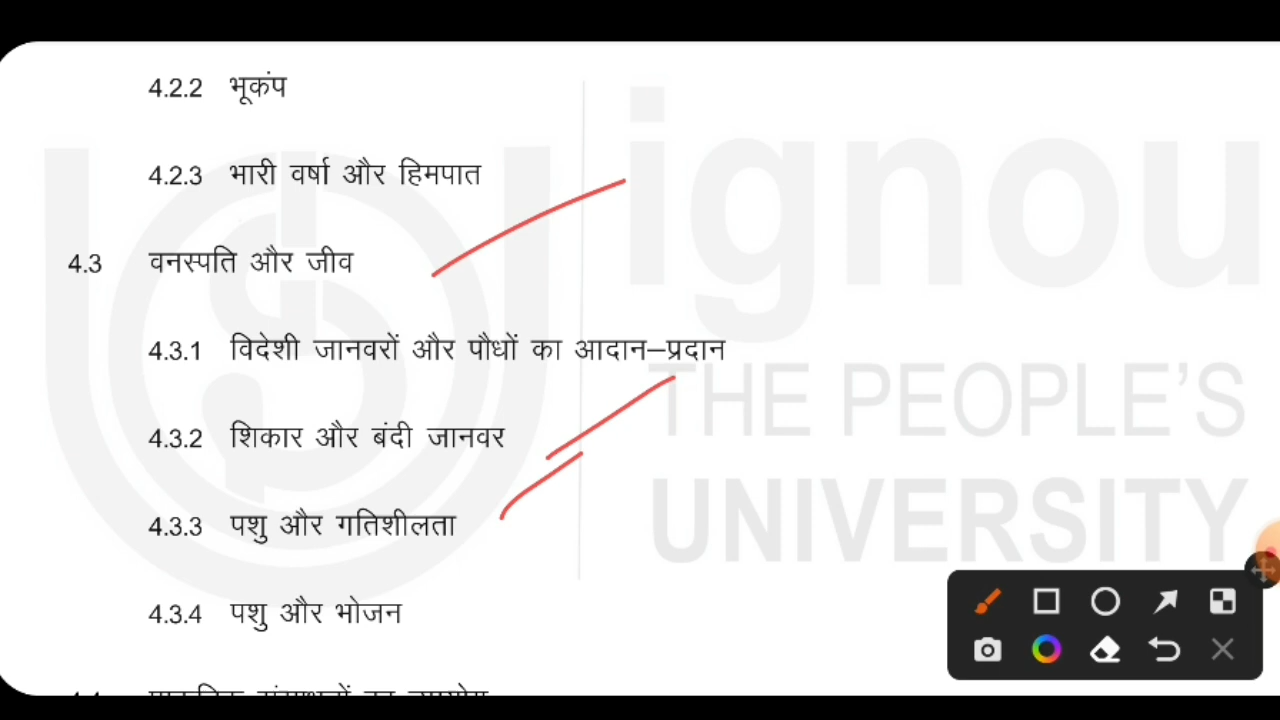 4.2.2 भूकंप
4.2.3 भारी वर्षा और हिमपात
4.3 वनस्पति और जीव
4.3.1 विदेशी जानवरों और पौधों का आदान–प्रदान
4.3.2 शिकार और बंदी जानवर
4.3.3 पशु और गतिशीलता
4.3.4 पशु और भोजन
ignou
THE PEOPLE'S
UNIVERSITY